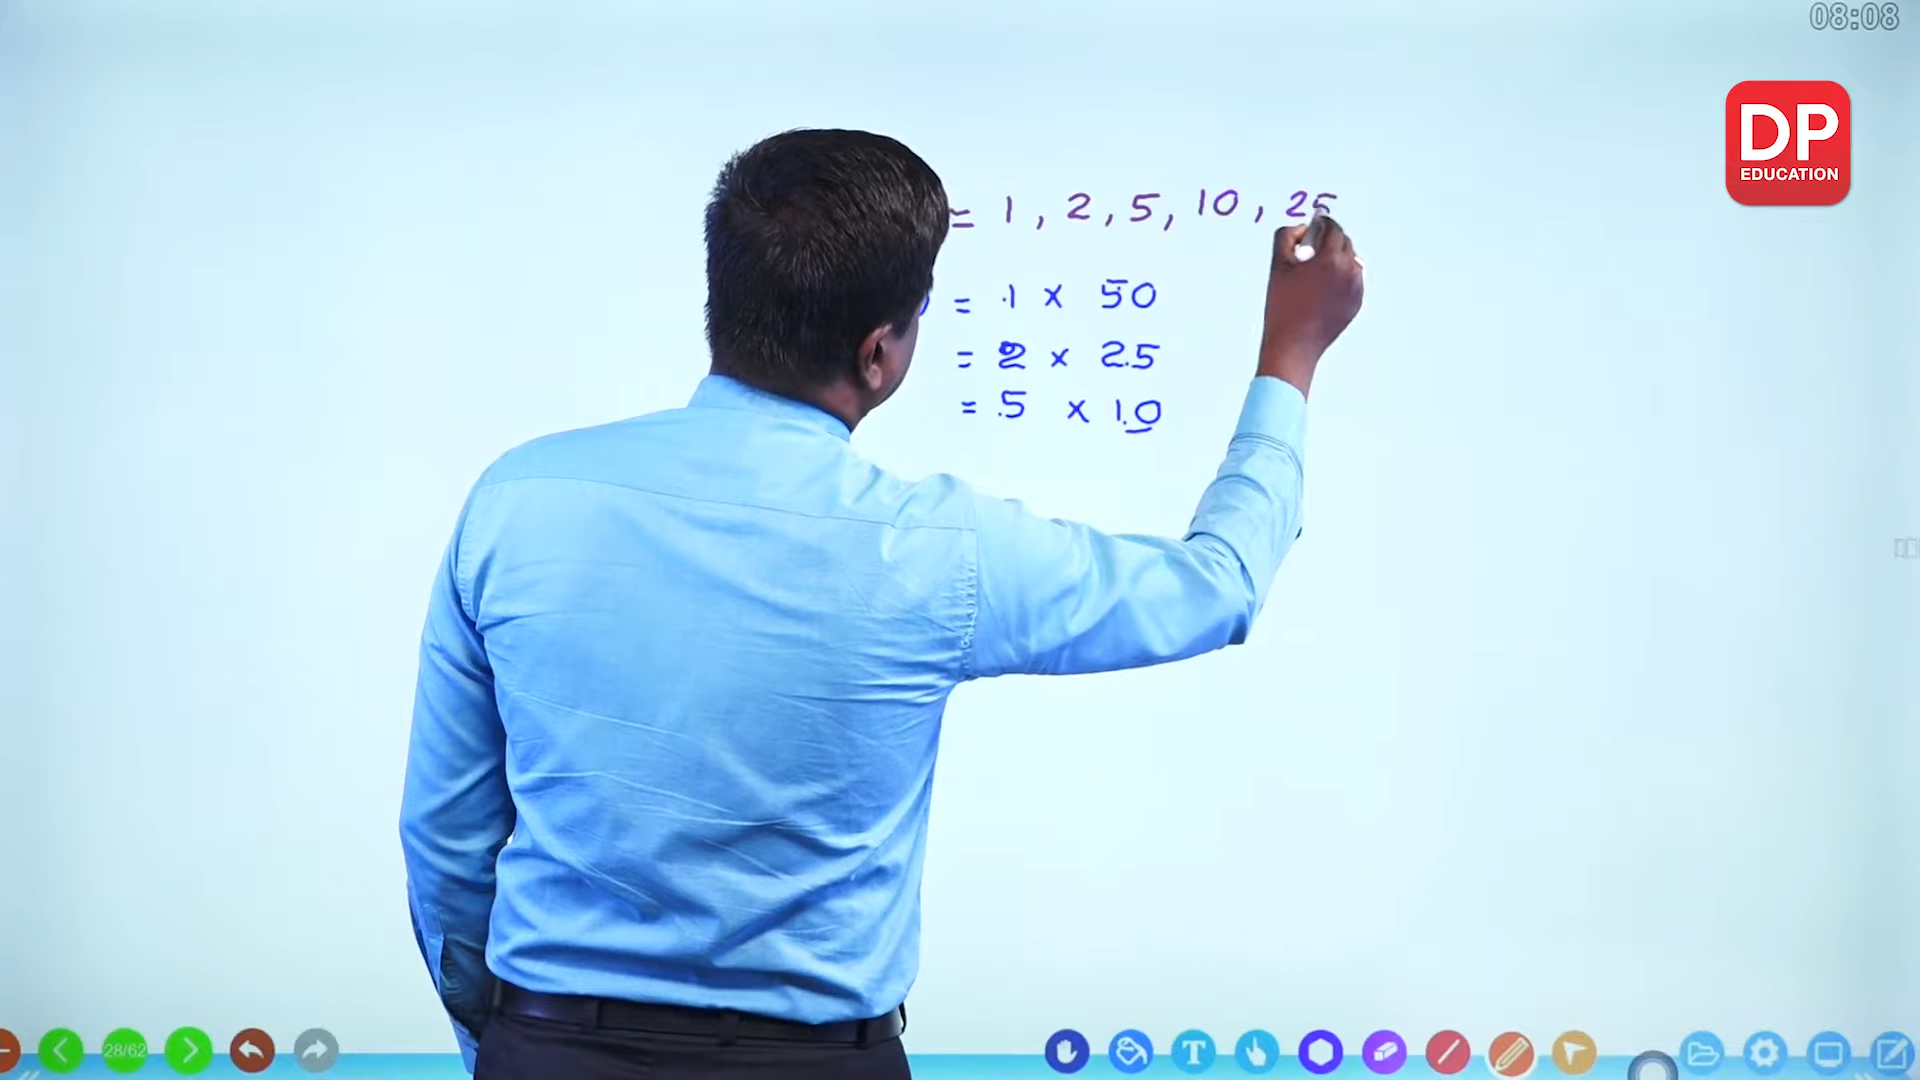 08:08
DP
EDUCATION
= 1, 2, 5, 10, 25
= 1 x 50
= 2 x 25
= 5 x 10
28/62
T